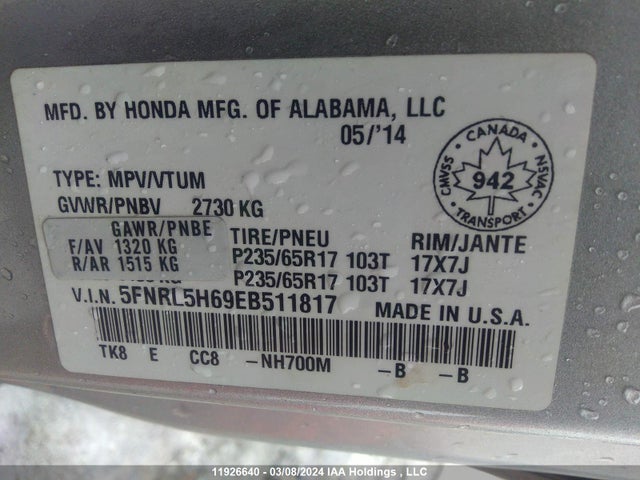 MFD. BY HONDA MFG. OF ALABAMA, LLC
05/'14
TYPE: MPV/VTUM
GVWR/PNBV 2730 KG
GAWR/PNBE TIRE/PNEU RIM/JANTE
F/AV 1320 KG P235/65R17 103T 17X7J
R/AR 1515 KG P235/65R17 103T 17X7J
V.I.N. 5FNRL5H69EB511817 MADE IN U.S.A.
TK8 E CC8 -NH700M -B -B
CANADA
CMVSS 942 NSVAC
TRANSPORT
11926640 - 03/08/2024 IAA Holdings , LLC